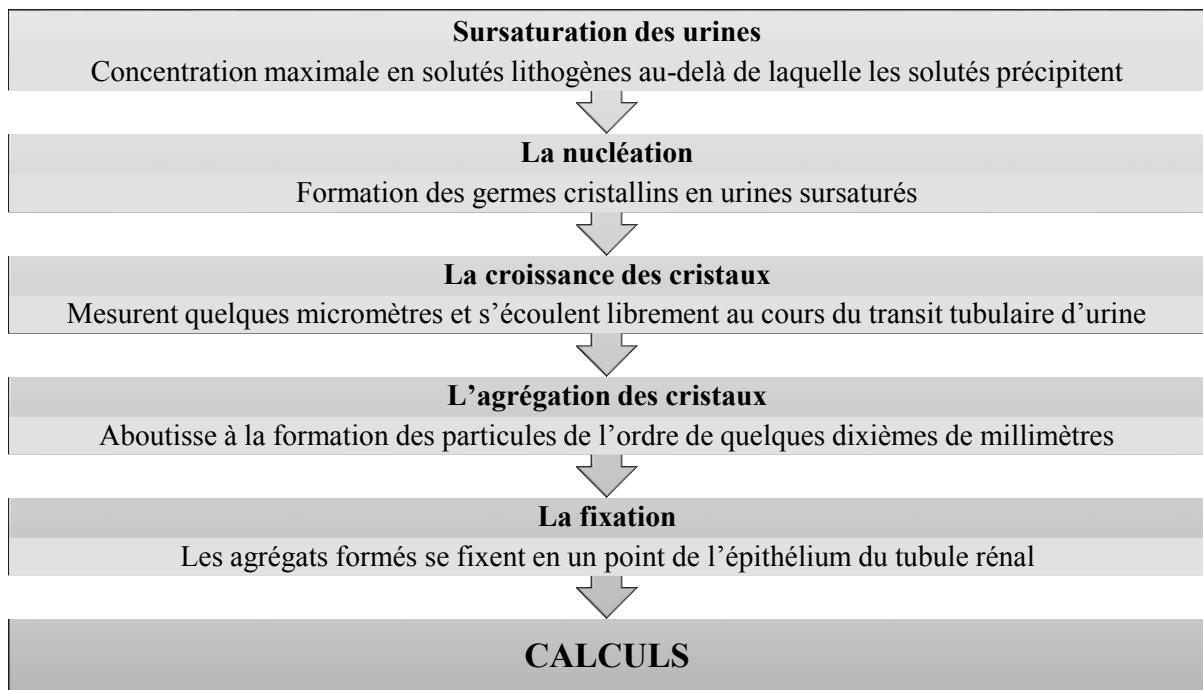 Sursaturation des urines
Concentration maximale en solutés lithogènes au-delà de laquelle les solutés précipitent
La nucléation
Formation des germes cristallins en urines sursaturés
La croissance des cristaux
Mesurent quelques micromètres et s’écoulent librement au cours du transit tubulaire d’urine
L’agrégation des cristaux
Aboutisse à la formation des particules de l’ordre de quelques dixièmes de millimètres
La fixation
Les agrégats formés se fixent en un point de l’épithélium du tubule rénal
CALCULS